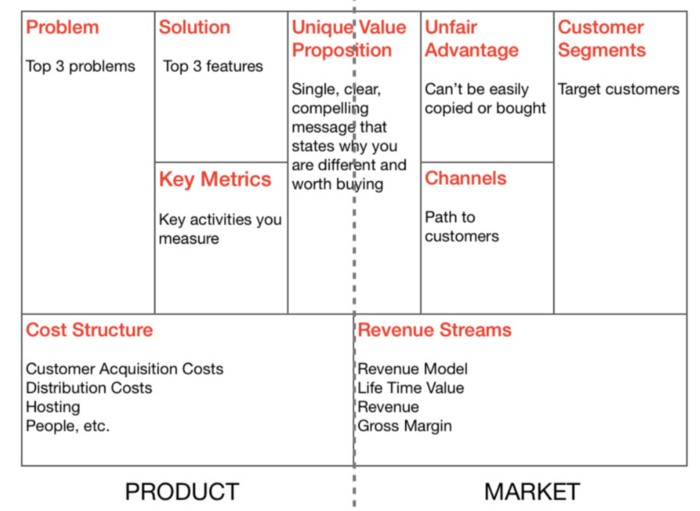 Problem
Top 3 problems
Solution
Top 3 features
Key Metrics
Key activities you
measure
Unique Value
Proposition
Single, clear,
compelling
message that
states why you
are different and
worth buying
Unfair
Advantage
Can't be easily
copied or bought
Channels
Path to
customers
Customer
Segments
Target customers
Cost Structure
Customer Acquisition Costs
Distribution Costs
Hosting
People, etc.
Revenue Streams
Revenue Model
Life Time Value
Revenue
Gross Margin
PRODUCT
MARKET